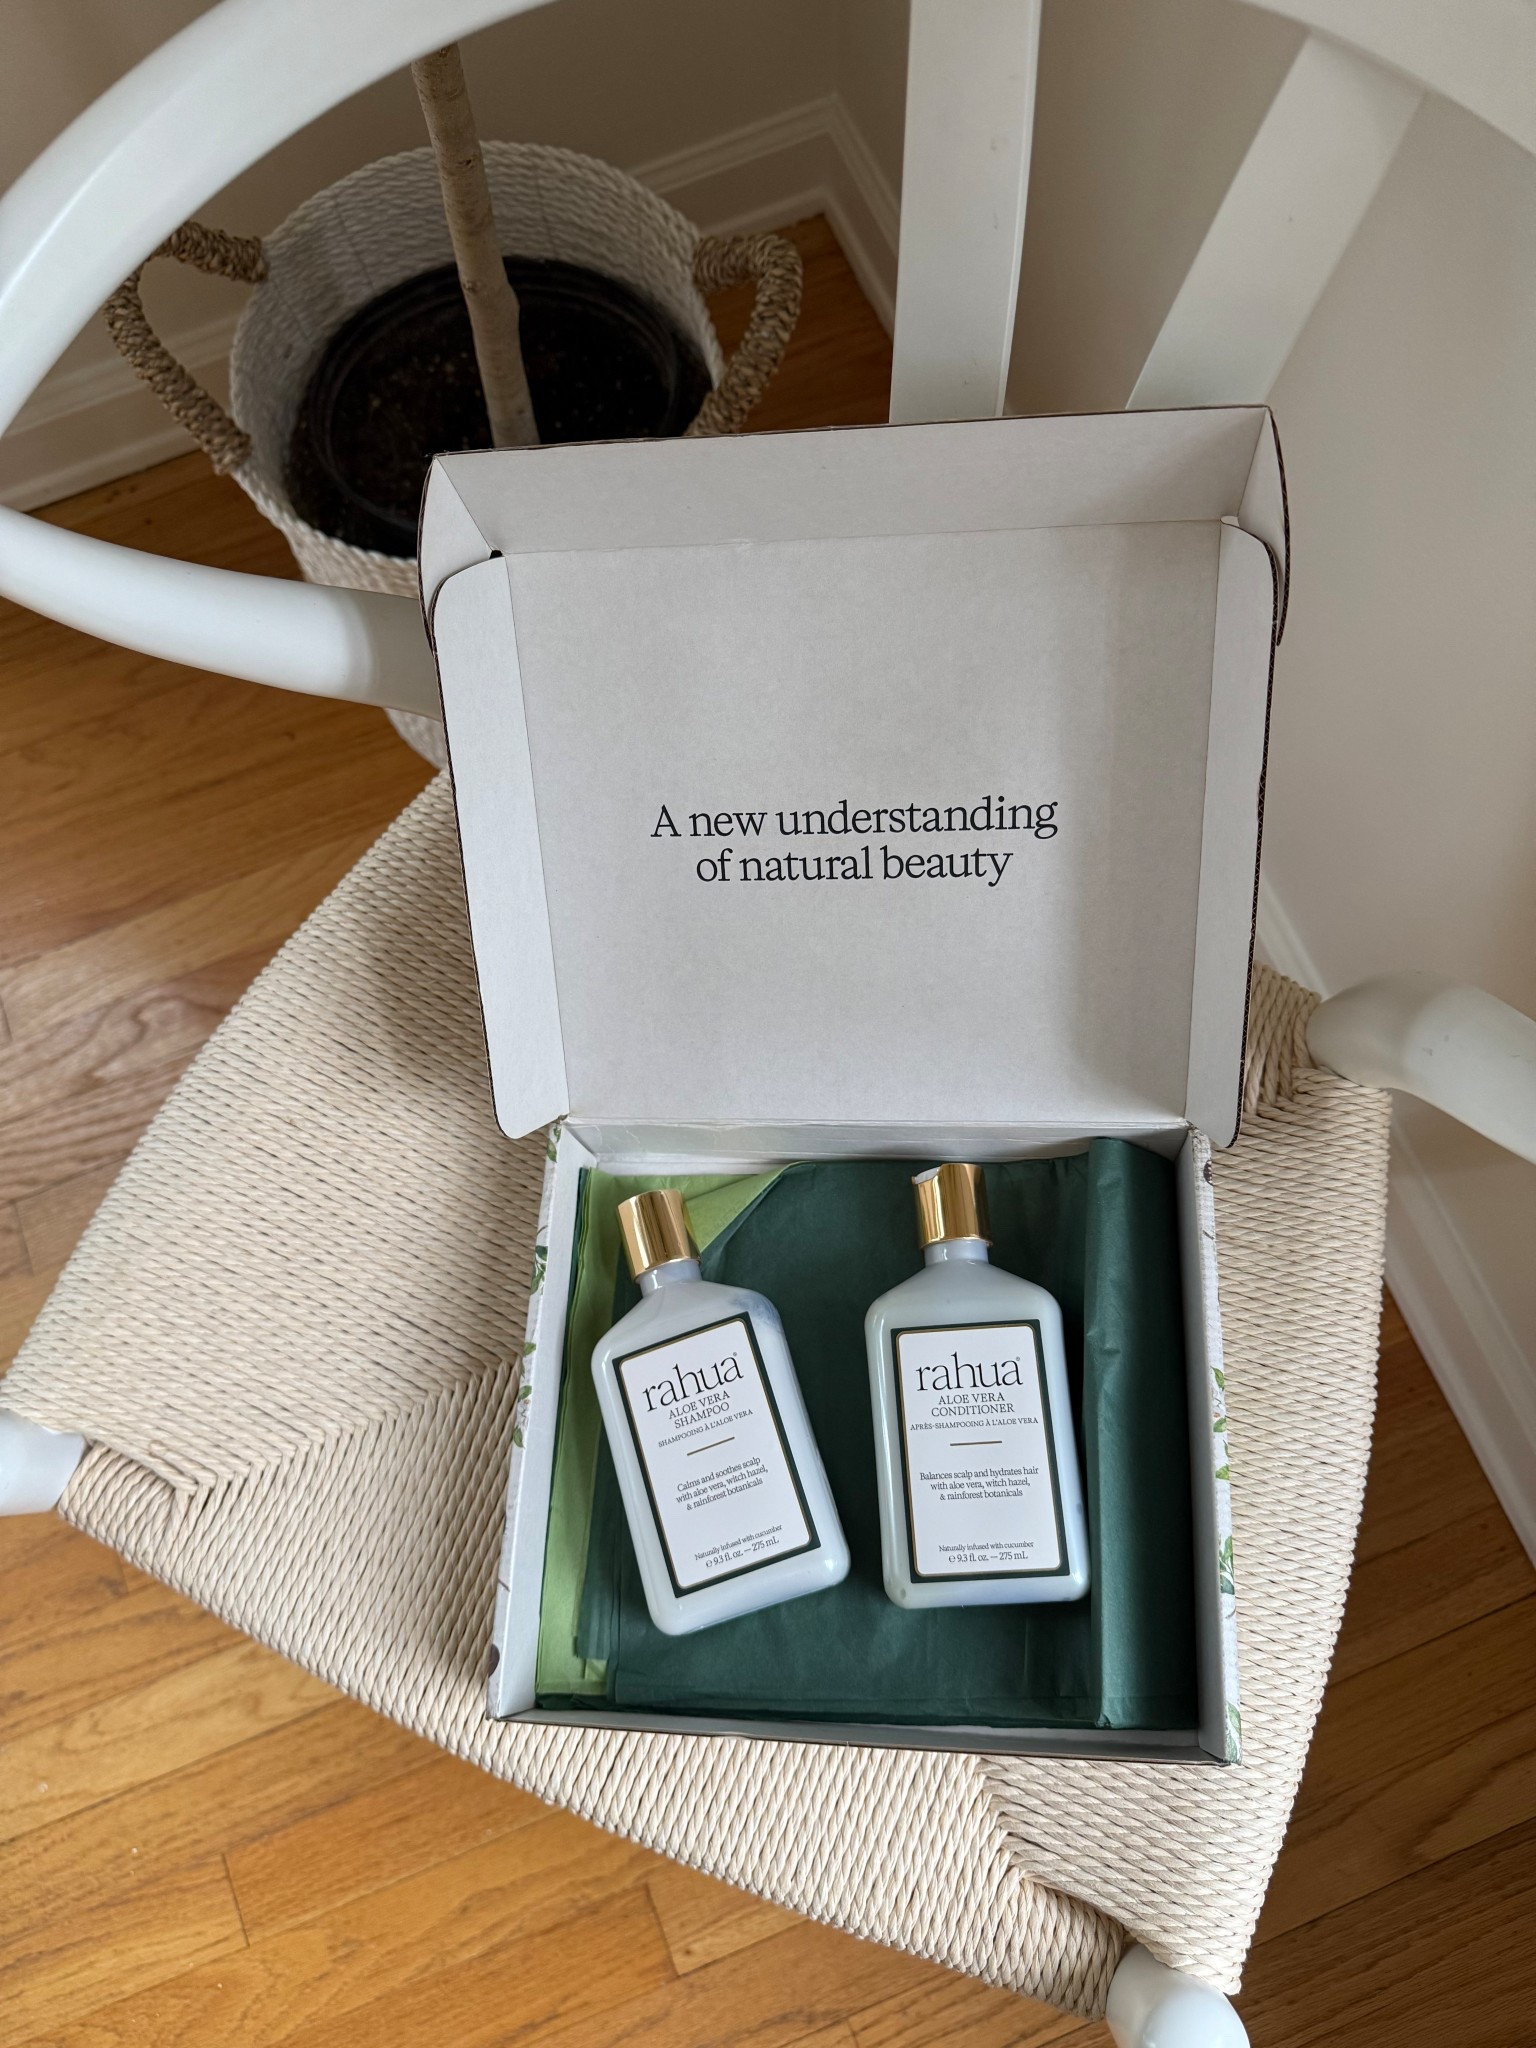 A new understanding
of natural beauty
rahua®
ALOE VERA
SHAMPOO
SHAMPOOING À L'ALOE VERA
Calms and soothes scalp
with aloe vera, witch hazel,
& rainforest botanicals
Naturally infused with cucumber
℮ 9.3 fl. oz. — 275 mL
rahua®
ALOE VERA
CONDITIONER
APRÈS-SHAMPOOING À L'ALOE VERA
Balances scalp and hydrates hair
with aloe vera, witch hazel,
& rainforest botanicals
Naturally infused with cucumber
℮ 9.3 fl. oz. — 275 mL